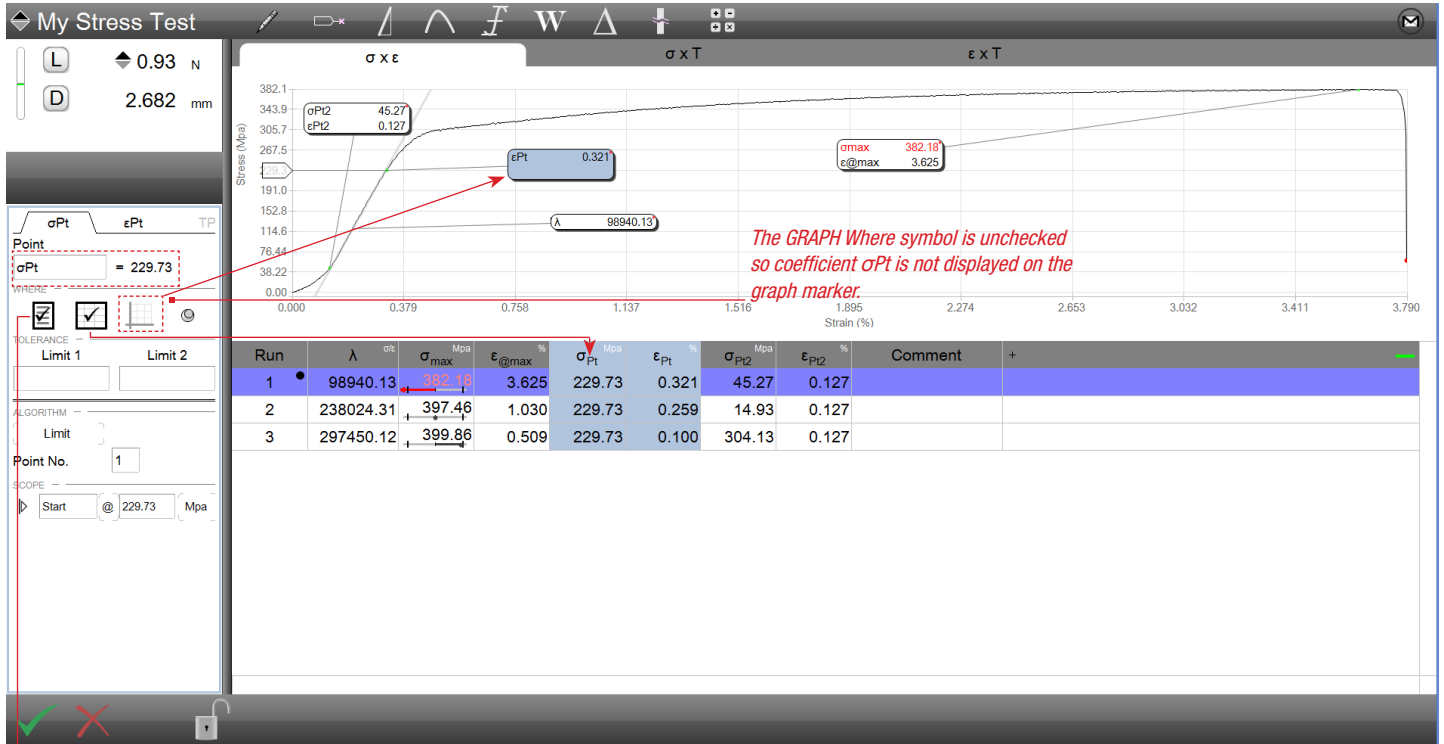 My Stress Test
W
L
0.93 N
D
2.682 mm
σPt
εPt
TP
Point
σPt
= 229.73
WHERE
TOLERANCE
Limit 1
Limit 2
ALGORITHM
Limit
Point No.
1
SCOPE
Start
@
229.73
Mpa
σ x ε
σ x T
ε x T
Stress (Mpa)
382.1
343.9
305.7
267.5
229.3
191.0
152.8
114.6
76.44
38.22
0.00
0.000
0.379
0.758
1.137
1.516
1.895
2.274
2.653
3.032
3.411
3.790
Strain (%)
σPt2 45.27
εPt2 0.127
εPt 0.321
λ 98940.13
σmax 382.18
ε@max 3.625
The GRAPH Where symbol is unchecked
so coefficient σPt is not displayed on the
graph marker.
Run λ σ/ε σmax Mpa ε@max % σPt Mpa εPt % σPt2 Mpa εPt2 % Comment +
1 98940.13 382.18 3.625 229.73 0.321 45.27 0.127
2 238024.31 397.46 1.030 229.73 0.259 14.93 0.127
3 297450.12 399.86 0.509 229.73 0.100 304.13 0.127